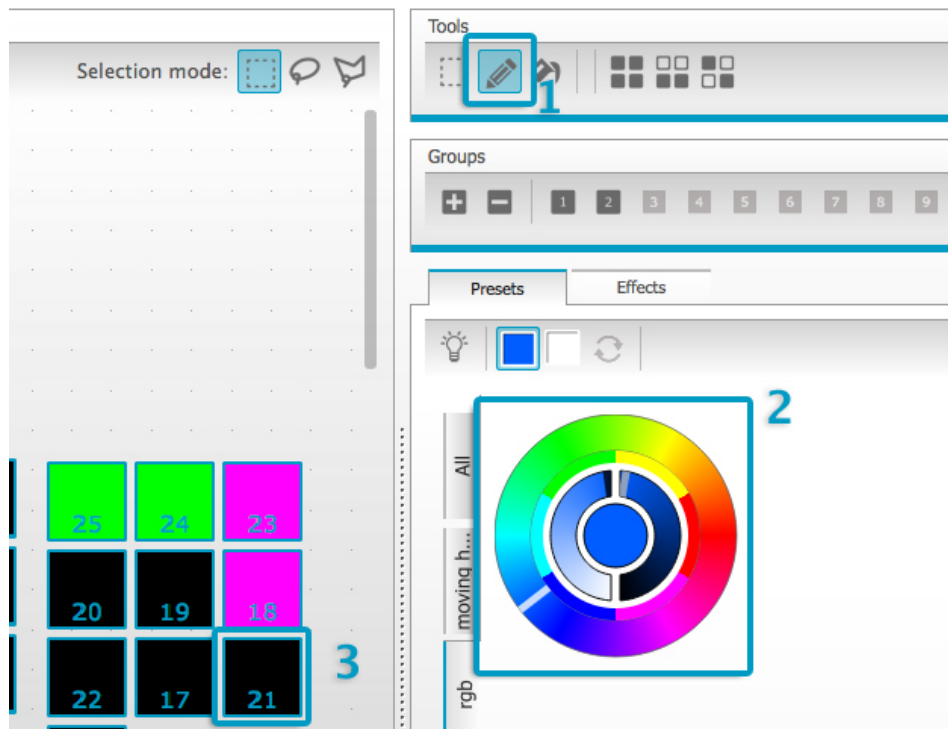 Selection mode:
Tools
1
Groups
1 2 3 4 5 6 7 8 9
Presets
Effects
2
All
moving h...
rgb
25 24 23
20 19 18
22 17 21
3